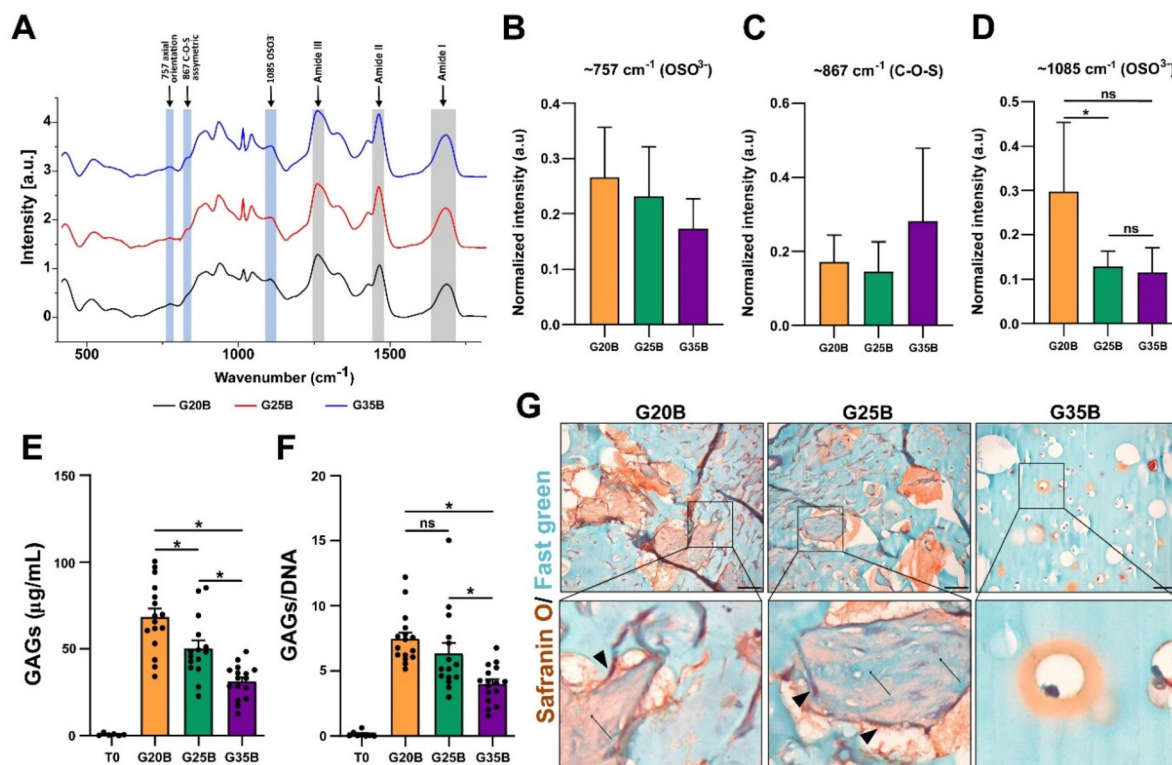 A
757 axial
orientation
867 C-O-S
assymetric
1085 OSO3⁻
Amide III
Amide II
Amide I
Intensity [a.u.]
4
3
2
1
0
500
1000
1500
Wavenumber (cm⁻¹)
G20B
G25B
G35B
B
~757 cm⁻¹ (OSO³⁻)
Normalized intensity (a.u)
0.4
0.3
0.2
0.1
0.0
G20B
G25B
G35B
C
~867 cm⁻¹ (C-O-S)
Normalized intensity (a.u)
0.6
0.4
0.2
0.0
G20B
G25B
G35B
D
~1085 cm⁻¹ (OSO³⁻)
Normalized intensity (a.u)
0.5
0.4
0.3
0.2
0.1
0.0
ns
*
ns
G20B
G25B
G35B
E
GAGs (μg/mL)
150
100
50
0
*
*
*
T0
G20B
G25B
G35B
F
GAGs/DNA
20
15
10
5
0
*
ns
*
T0
G20B
G25B
G35B
G
G20B
G25B
G35B
Safranin O/ Fast green